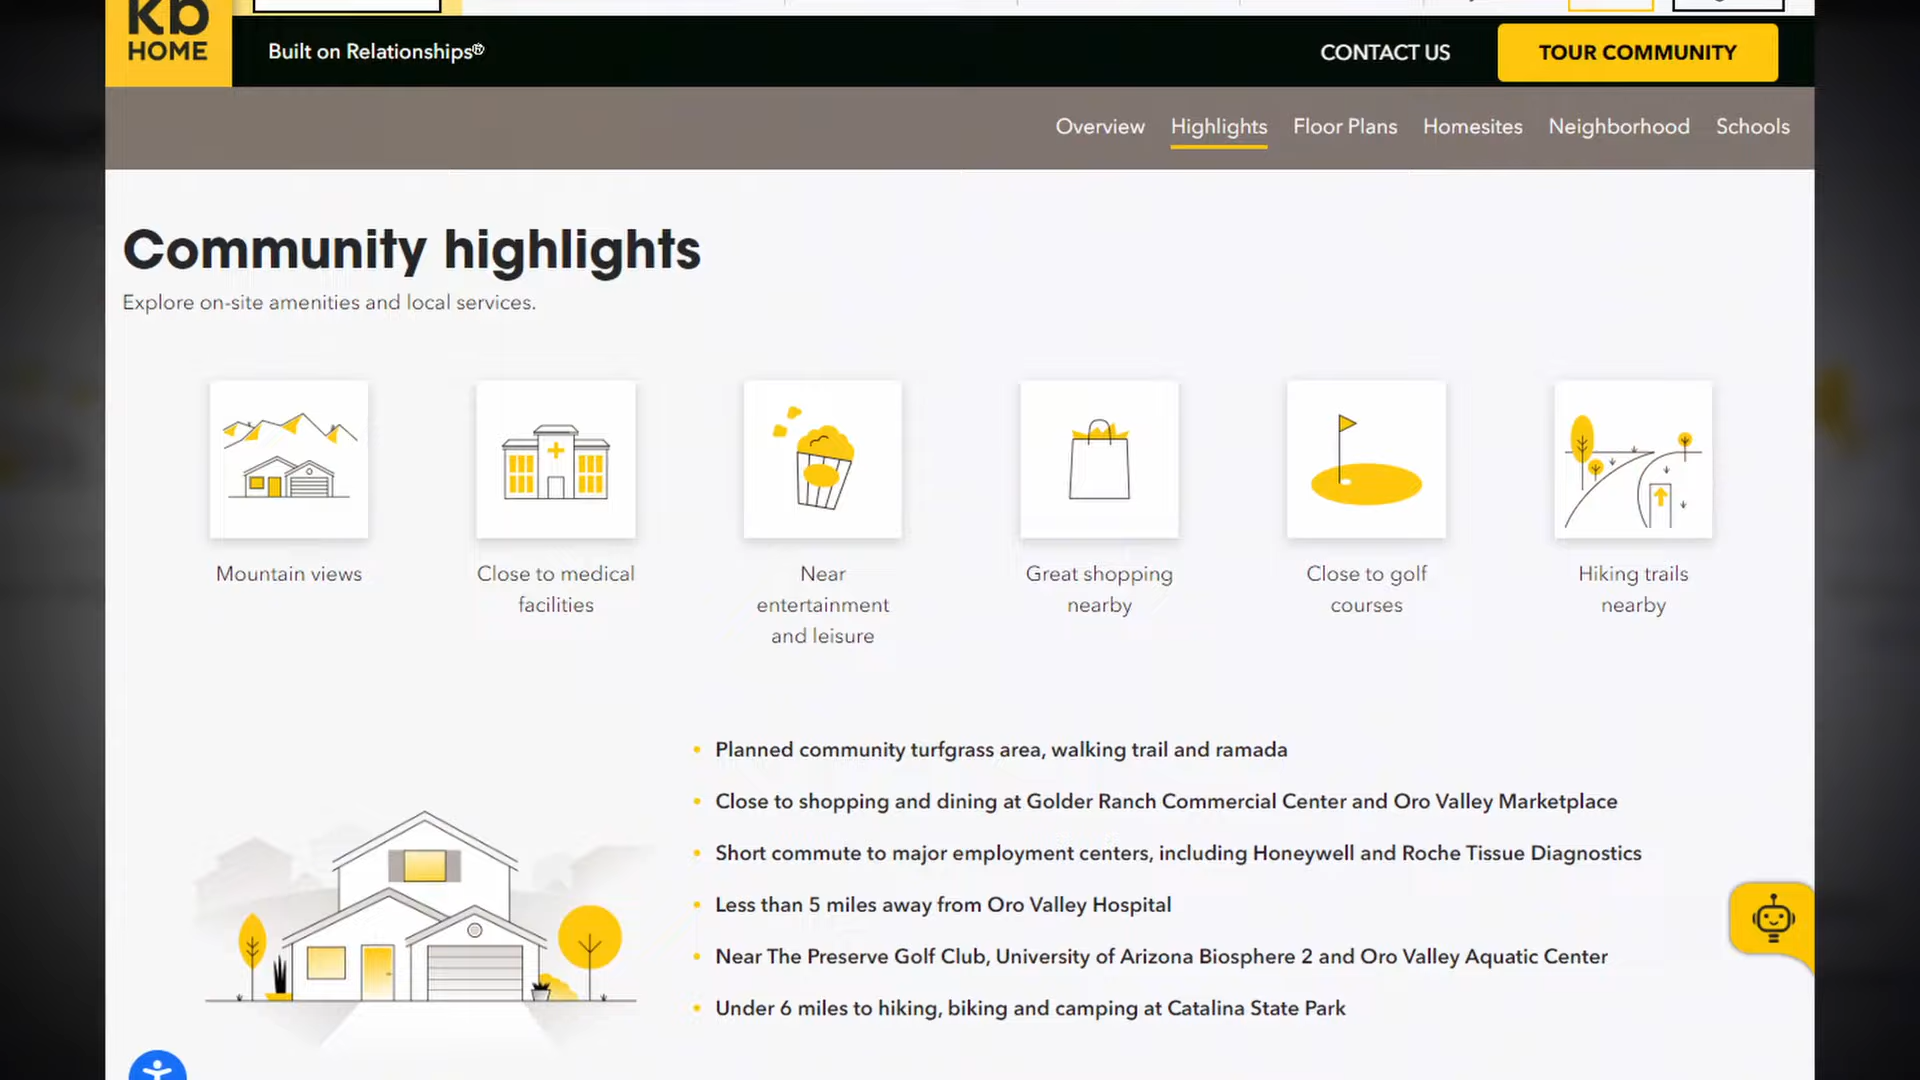 kb
HOME
Built on Relationships®
CONTACT US
TOUR COMMUNITY
Overview
Highlights
Floor Plans
Homesites
Neighborhood
Schools
Community highlights
Explore on-site amenities and local services.
Mountain views
Close to medical
facilities
Near
entertainment
and leisure
Great shopping
nearby
Close to golf
courses
Hiking trails
nearby
• Planned community turfgrass area, walking trail and ramada
• Close to shopping and dining at Golder Ranch Commercial Center and Oro Valley Marketplace
• Short commute to major employment centers, including Honeywell and Roche Tissue Diagnostics
• Less than 5 miles away from Oro Valley Hospital
• Near The Preserve Golf Club, University of Arizona Biosphere 2 and Oro Valley Aquatic Center
• Under 6 miles to hiking, biking and camping at Catalina State Park